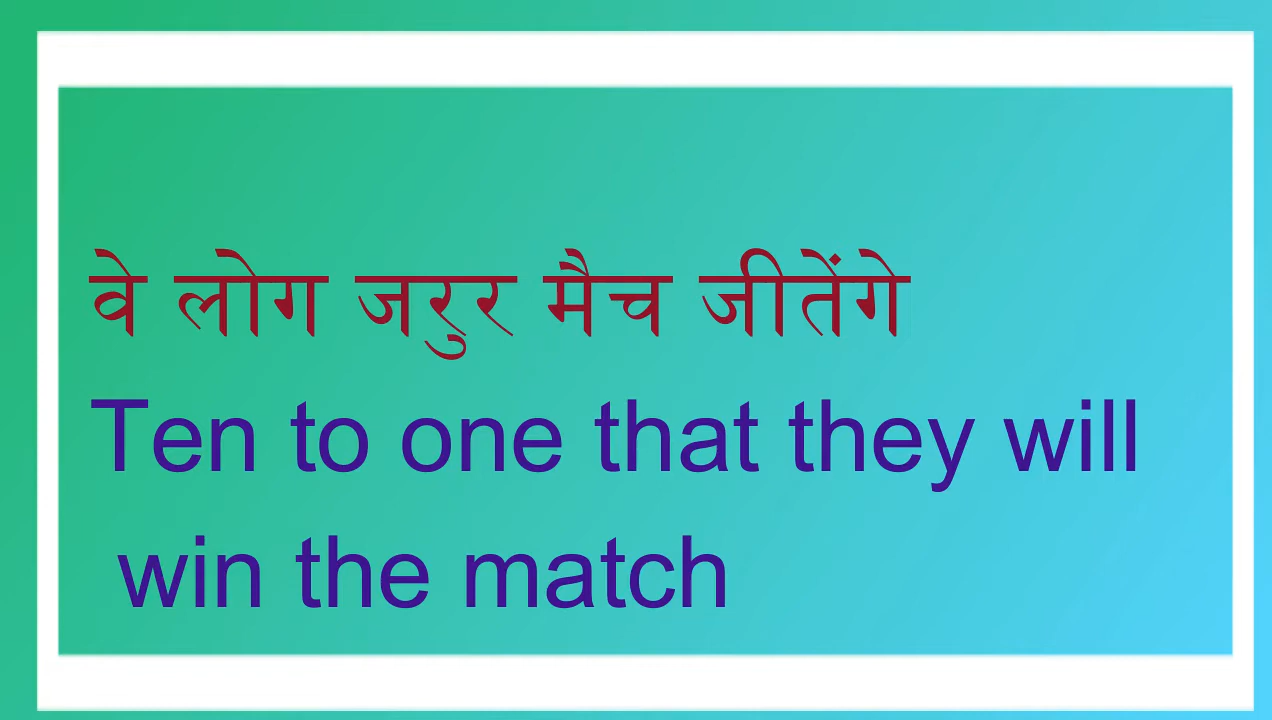 वे लोग जरुर मैच जीतेंगे
Ten to one that they will
win the match